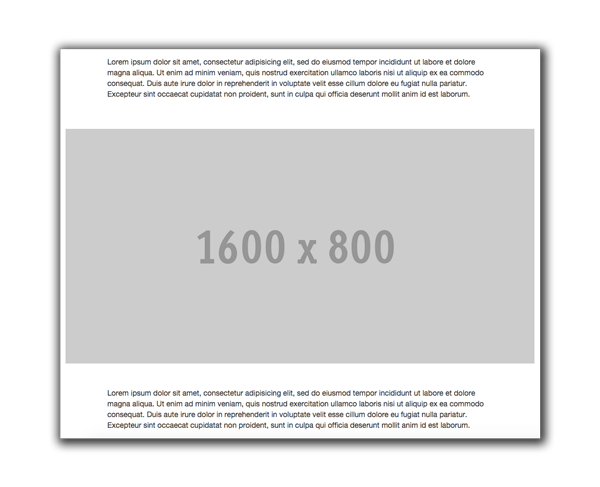 Lorem ipsum dolor sit amet, consectetur adipisicing elit, sed do eiusmod tempor incididunt ut labore et dolore
magna aliqua. Ut enim ad minim veniam, quis nostrud exercitation ullamco laboris nisi ut aliquip ex ea commodo
consequat. Duis aute irure dolor in reprehenderit in voluptate velit esse cillum dolore eu fugiat nulla pariatur.
Excepteur sint occaecat cupidatat non proident, sunt in culpa qui officia deserunt mollit anim id est laborum.
1600 x 800
Lorem ipsum dolor sit amet, consectetur adipisicing elit, sed do eiusmod tempor incididunt ut labore et dolore
magna aliqua. Ut enim ad minim veniam, quis nostrud exercitation ullamco laboris nisi ut aliquip ex ea commodo
consequat. Duis aute irure dolor in reprehenderit in voluptate velit esse cillum dolore eu fugiat nulla pariatur.
Excepteur sint occaecat cupidatat non proident, sunt in culpa qui officia deserunt mollit anim id est laborum.